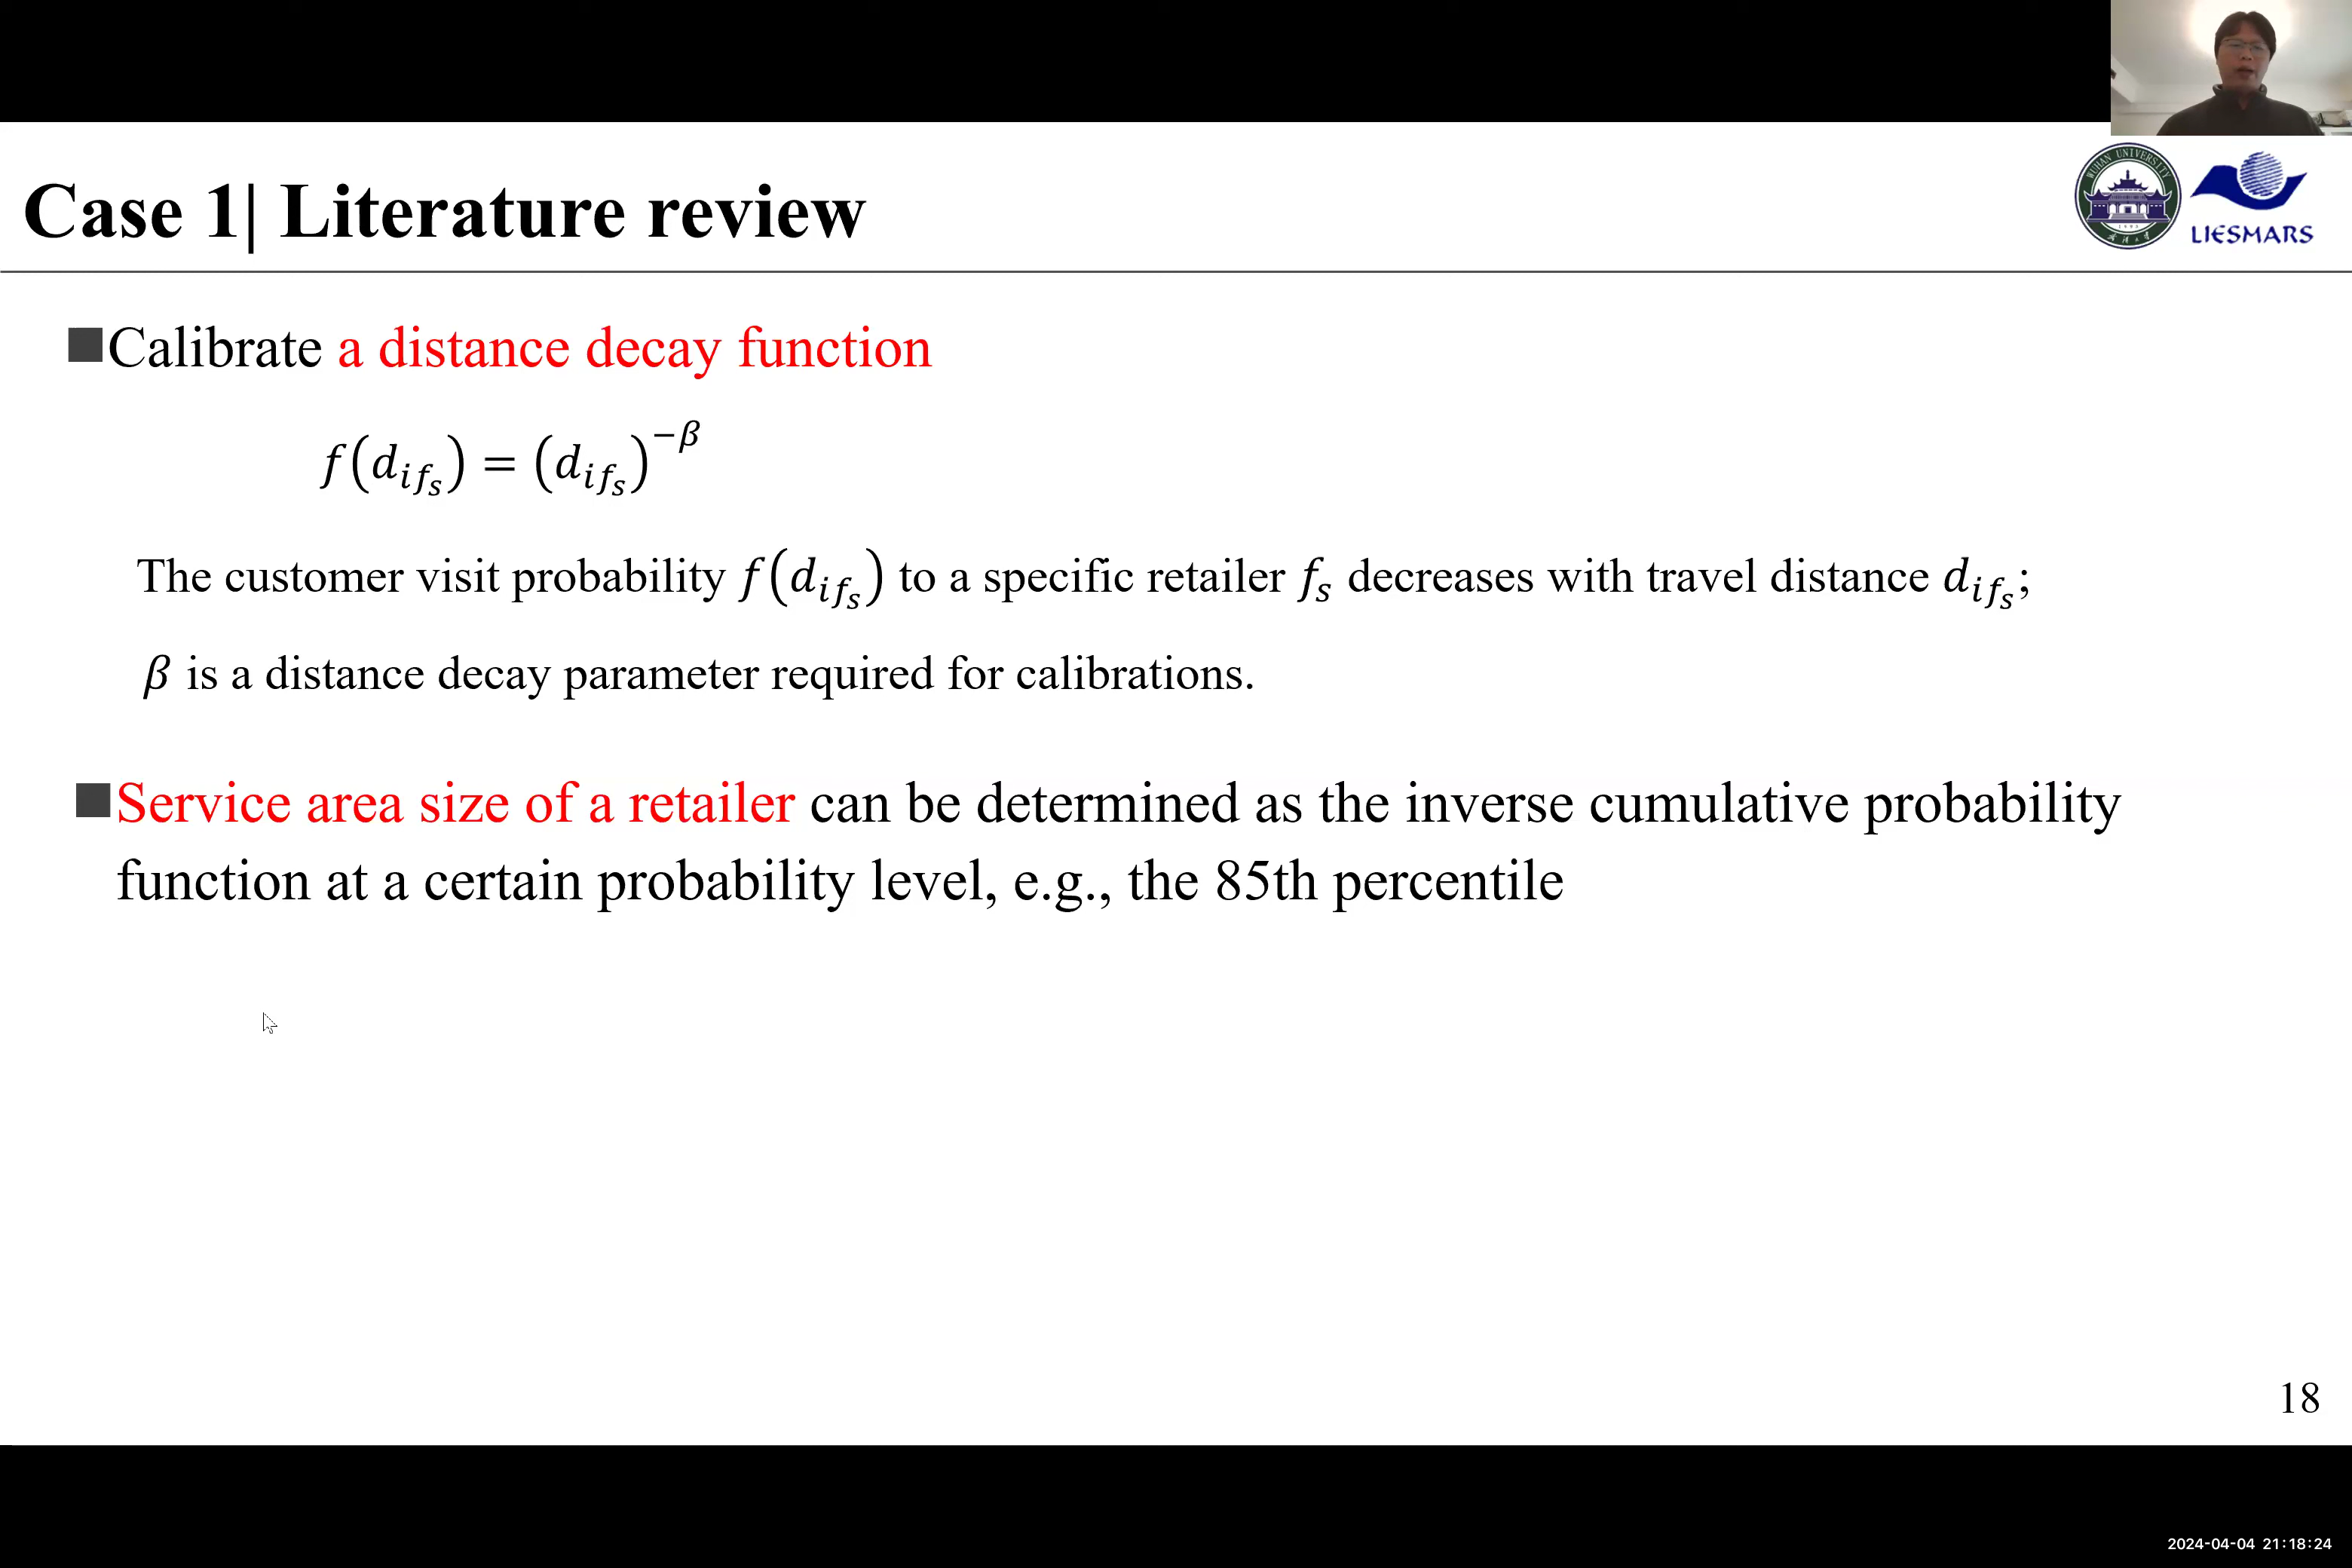 Case 1| Literature review
WUHAN UNIVERSITY
1893
LIESMARS
■Calibrate a distance decay function
f(d_{if_s}) = (d_{if_s})^{-β}
The customer visit probability f(d_{if_s}) to a specific retailer f_s decreases with travel distance d_{if_s};
β is a distance decay parameter required for calibrations.
■Service area size of a retailer can be determined as the inverse cumulative probability
function at a certain probability level, e.g., the 85th percentile
18
2024-04-04 21:18:24